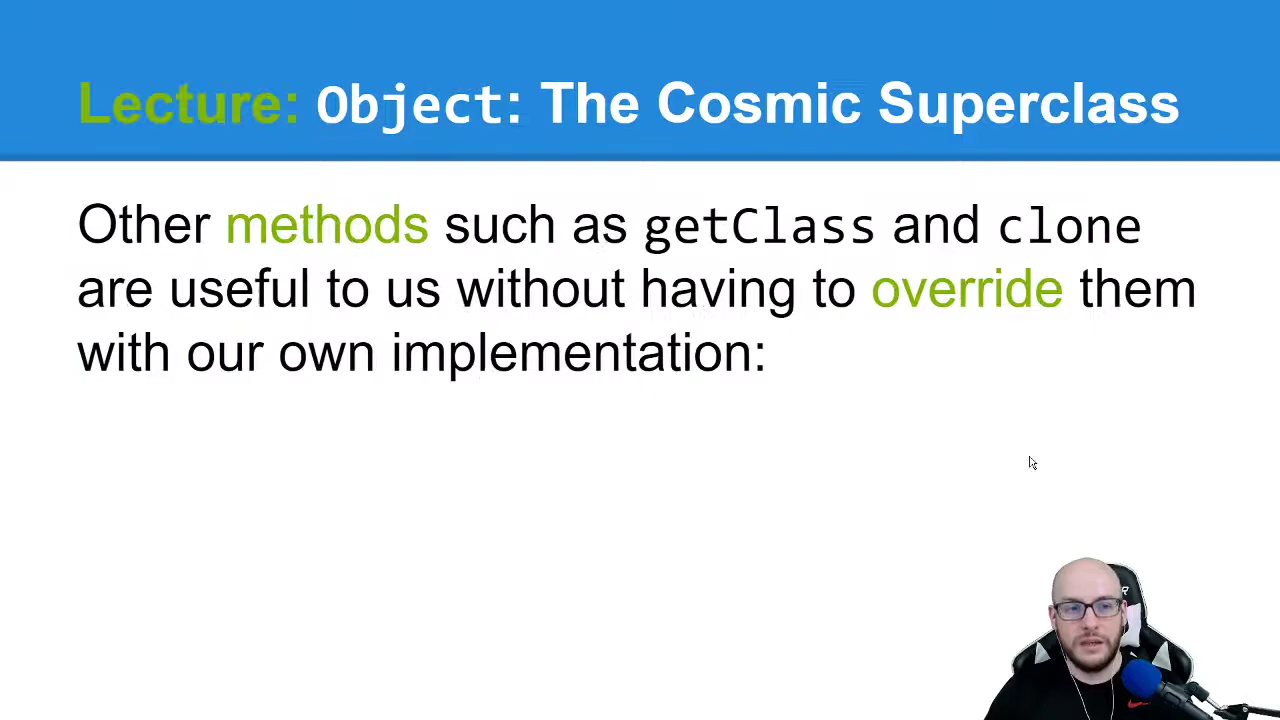 Lecture: Object: The Cosmic Superclass
Other methods such as getClass and clone
are useful to us without having to override them
with our own implementation: